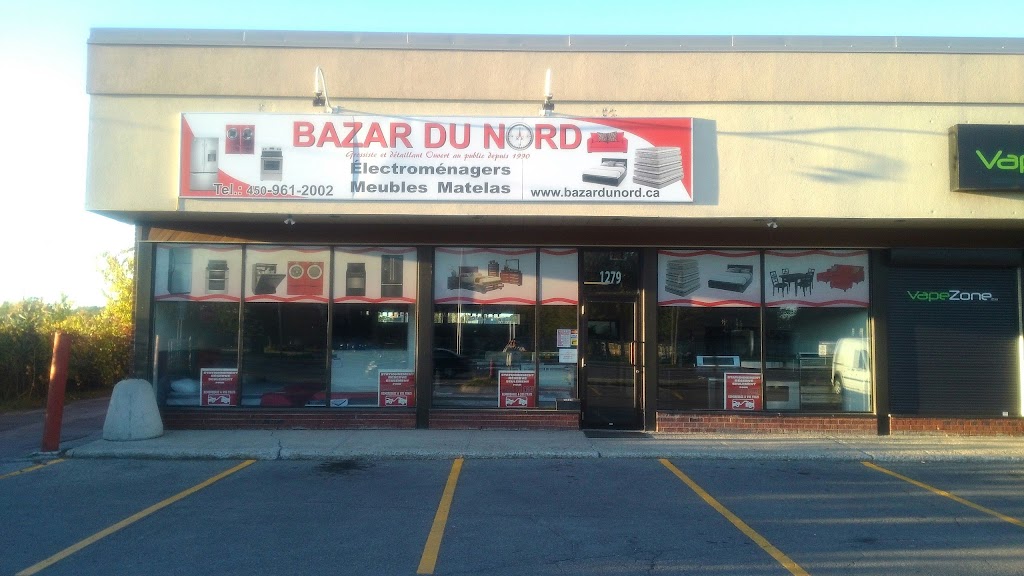 BAZAR DU NORD
Grossiste et détaillant Ouvert au public depuis 1990
Électroménagers
Meubles Matelas
Tel.: 450-961-2002
www.bazardunord.ca
Vap
1279
VapeZone